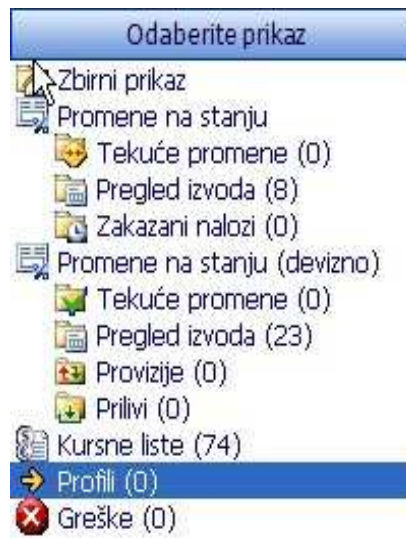 Odaberite prikaz
Zbirni prikaz
Promene na stanju
Tekuće promene (0)
Pregled izvoda (8)
Zakazani nalozi (0)
Promene na stanju (devizno)
Tekuće promene (0)
Pregled izvoda (23)
Provizije (0)
Prilivi (0)
Kursne liste (74)
Profili (0)
Greške (0)